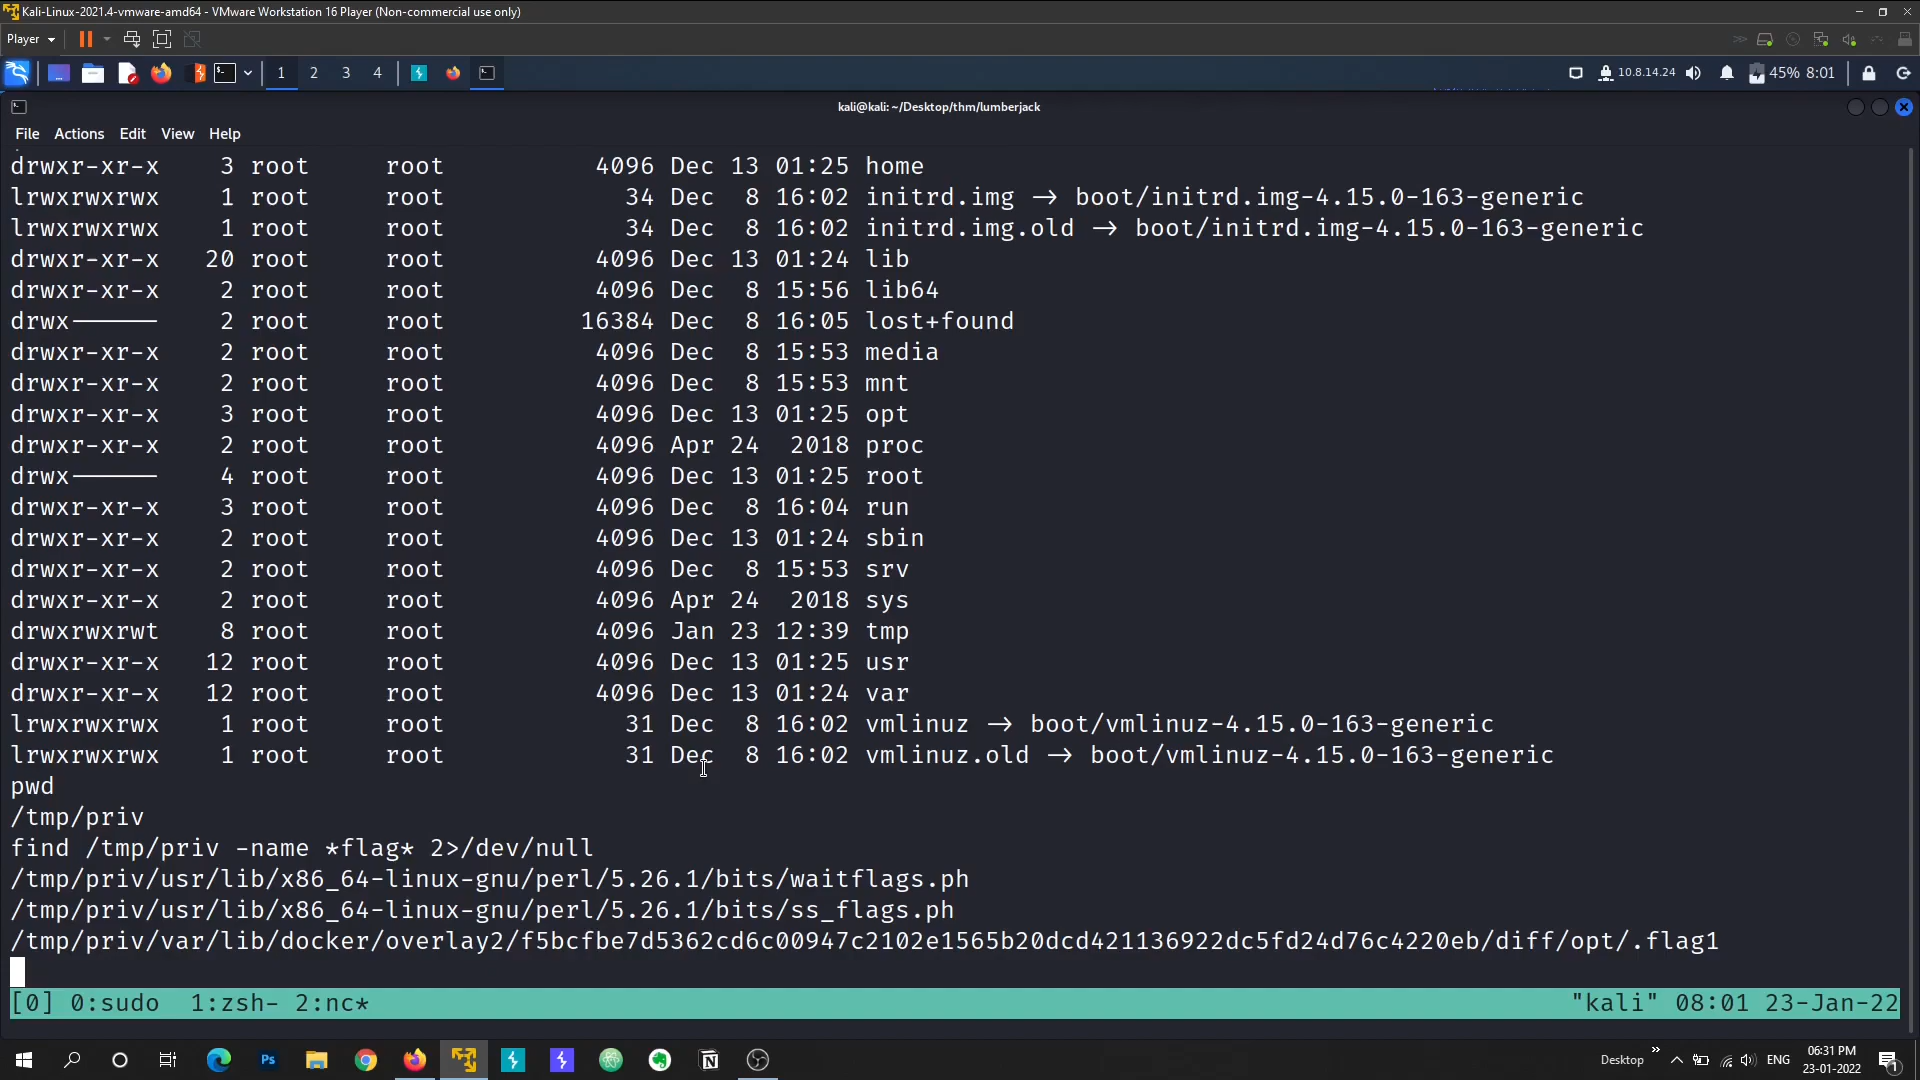 Kali-Linux-2021.4-vmware-amd64 - VMware Workstation 16 Player (Non-commercial use only)
Player
1 2 3 4 10.8.14.24 45% 8:01
kali@kali: ~/Desktop/thm/lumberjack
File Actions Edit View Help
drwxr-xr-x 3 root root 4096 Dec 13 01:25 home
lrwxrwxrwx 1 root root 34 Dec 8 16:02 initrd.img → boot/initrd.img-4.15.0-163-generic
lrwxrwxrwx 1 root root 34 Dec 8 16:02 initrd.img.old → boot/initrd.img-4.15.0-163-generic
drwxr-xr-x 20 root root 4096 Dec 13 01:24 lib
drwxr-xr-x 2 root root 4096 Dec 8 15:56 lib64
drwx------ 2 root root 16384 Dec 8 16:05 lost+found
drwxr-xr-x 2 root root 4096 Dec 8 15:53 media
drwxr-xr-x 2 root root 4096 Dec 8 15:53 mnt
drwxr-xr-x 3 root root 4096 Dec 13 01:25 opt
drwxr-xr-x 2 root root 4096 Apr 24 2018 proc
drwx------ 4 root root 4096 Dec 13 01:25 root
drwxr-xr-x 3 root root 4096 Dec 8 16:04 run
drwxr-xr-x 2 root root 4096 Dec 13 01:24 sbin
drwxr-xr-x 2 root root 4096 Dec 8 15:53 srv
drwxr-xr-x 2 root root 4096 Apr 24 2018 sys
drwxrwxrwt 8 root root 4096 Jan 23 12:39 tmp
drwxr-xr-x 12 root root 4096 Dec 13 01:25 usr
drwxr-xr-x 12 root root 4096 Dec 13 01:24 var
lrwxrwxrwx 1 root root 31 Dec 8 16:02 vmlinuz → boot/vmlinuz-4.15.0-163-generic
lrwxrwxrwx 1 root root 31 Dec 8 16:02 vmlinuz.old → boot/vmlinuz-4.15.0-163-generic
pwd
/tmp/priv
find /tmp/priv -name *flag* 2>/dev/null
/tmp/priv/usr/lib/x86_64-linux-gnu/perl/5.26.1/bits/waitflags.ph
/tmp/priv/usr/lib/x86_64-linux-gnu/perl/5.26.1/bits/ss_flags.ph
/tmp/priv/var/lib/docker/overlay2/f5bcfbe7d5362cd6c00947c2102e1565b20dcd421136922dc5fd24d76c4220eb/diff/opt/.flag1
[0] 0:sudo 1:zsh- 2:nc* "kali" 08:01 23-Jan-22
Ps N Desktop ENG 06:31 PM
23-01-2022 1